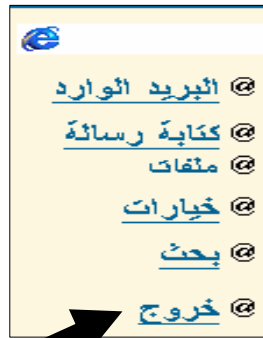 @ البريد الوارد
@ كتابة رسالة
@ ملفات
@ خيارات
@ بحث
@ خروج